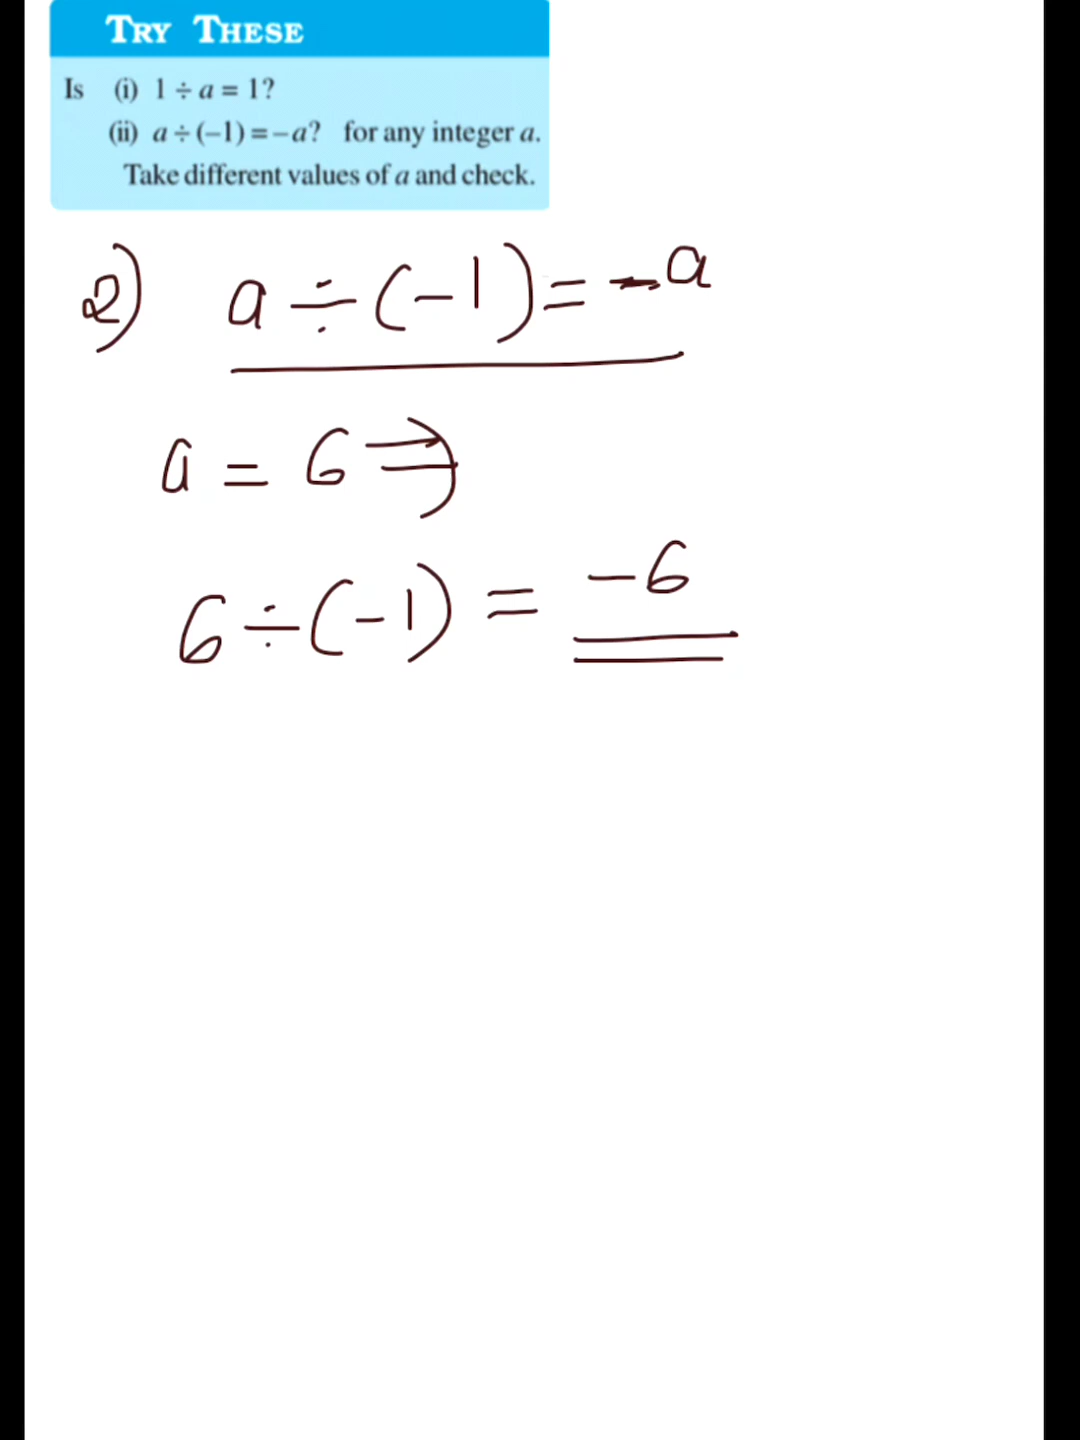 TRY THESE
Is (i) 1 ÷ a = 1?
(ii) a ÷ (–1) = – a? for any integer a.
Take different values of a and check.
2) a ÷ (-1) = -a
a = 6 ⇒
6 ÷ (-1) = -6